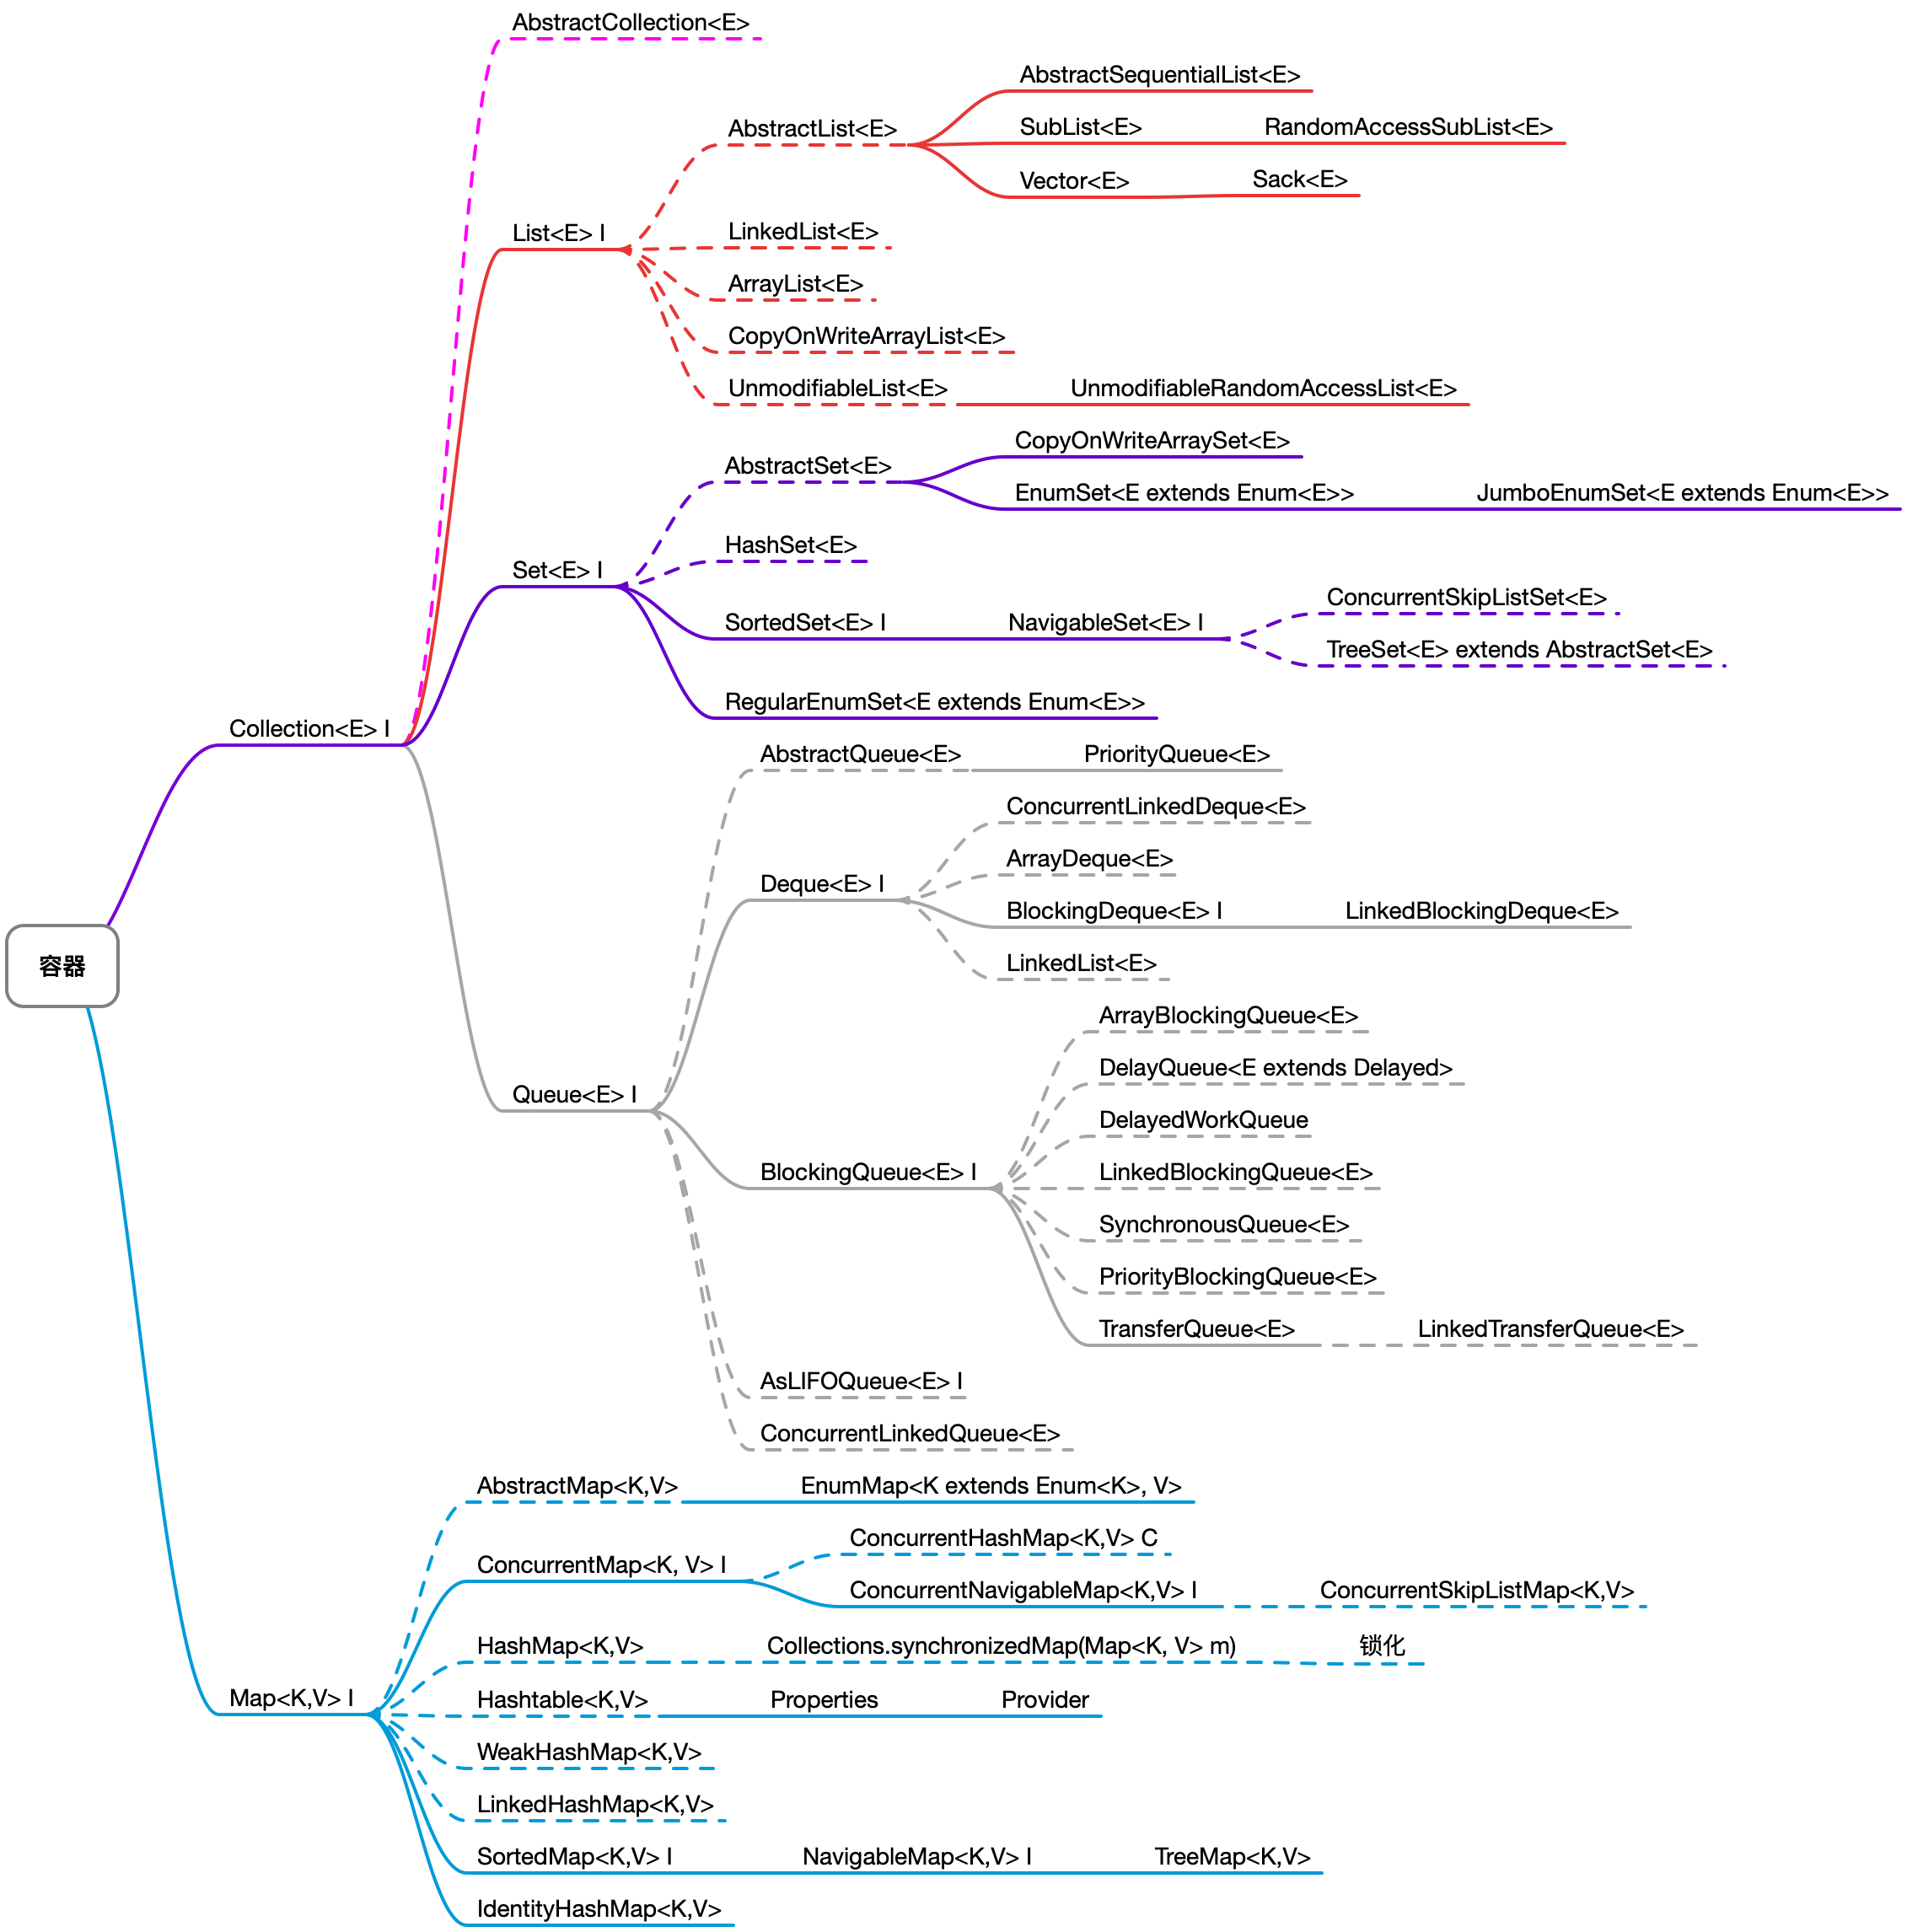 AbstractCollection<E>
AbstractSequentialList<E>
AbstractList<E>
SubList<E>
RandomAccessSubList<E>
Vector<E>
Sack<E>
List<E> I
LinkedList<E>
ArrayList<E>
CopyOnWriteArrayList<E>
UnmodifiableList<E>
UnmodifiableRandomAccessList<E>
CopyOnWriteArraySet<E>
AbstractSet<E>
EnumSet<E extends Enum<E>>
JumboEnumSet<E extends Enum<E>>
HashSet<E>
Set<E> I
ConcurrentSkipListSet<E>
SortedSet<E> I
NavigableSet<E> I
TreeSet<E> extends AbstractSet<E>
RegularEnumSet<E extends Enum<E>>
Collection<E> I
AbstractQueue<E>
PriorityQueue<E>
ConcurrentLinkedDeque<E>
ArrayDeque<E>
Deque<E> I
BlockingDeque<E> I
LinkedBlockingDeque<E>
LinkedList<E>
容器
ArrayBlockingQueue<E>
DelayQueue<E extends Delayed>
Queue<E> I
DelayedWorkQueue
BlockingQueue<E> I
LinkedBlockingQueue<E>
SynchronousQueue<E>
PriorityBlockingQueue<E>
TransferQueue<E>
LinkedTransferQueue<E>
AsLIFOQueue<E> I
ConcurrentLinkedQueue<E>
AbstractMap<K,V>
EnumMap<K extends Enum<K>, V>
ConcurrentHashMap<K,V> C
ConcurrentMap<K, V> I
ConcurrentNavigableMap<K,V> I
ConcurrentSkipListMap<K,V>
HashMap<K,V>
Collections.synchronizedMap(Map<K, V> m)
锁化
Map<K,V> I
Hashtable<K,V>
Properties
Provider
WeakHashMap<K,V>
LinkedHashMap<K,V>
SortedMap<K,V> I
NavigableMap<K,V> I
TreeMap<K,V>
IdentityHashMap<K,V>